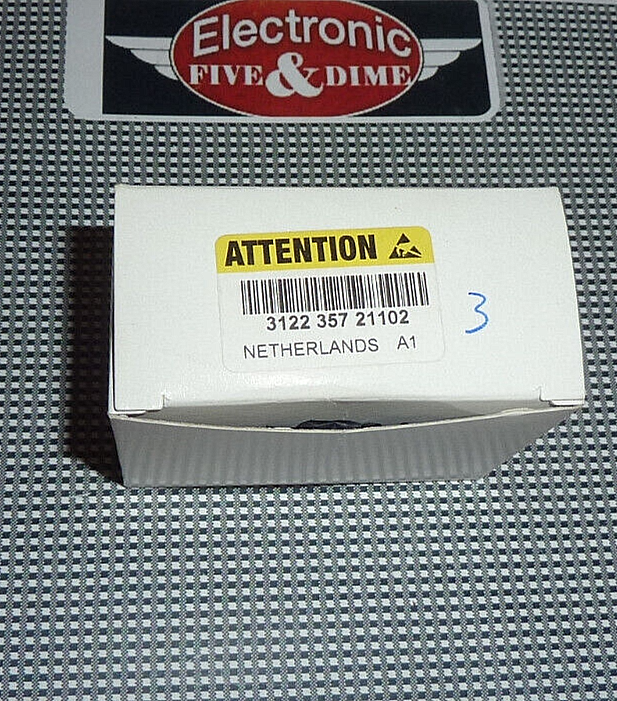 Electronic
FIVE & DIME
ATTENTION
3122 357 21102
NETHERLANDS A1
3